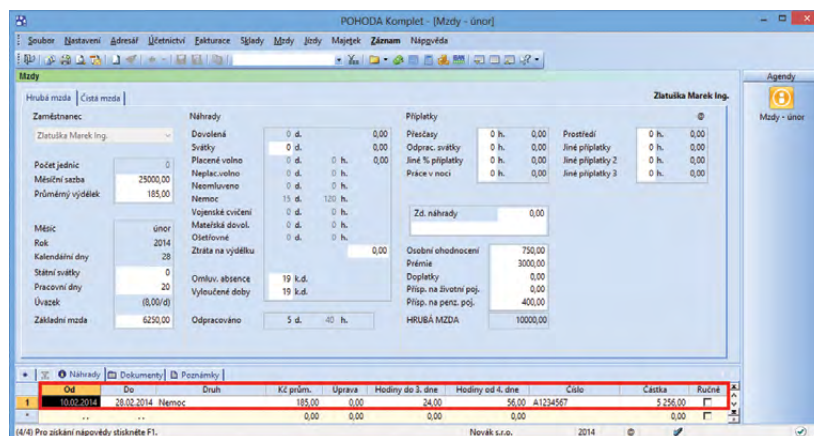 POHODA Komplet - [Mzdy - únor]
Soubor Nastavení Adresář Účetnictví Fakturace Sklady Mzdy Jízdy Majetek Záznam Nápověda
Mzdy Agendy
Hrubá mzda Čistá mzda Zlatuška Marek Ing.
Zaměstnanec Náhrady Příplatky
Zlatuška Marek Ing. Dovolená 0 d. 0,00 Přesčasy 0 h. 0,00 Prostředí 0 h. 0,00 Mzdy - únor
Svátky 0 d. 0,00 Odprac. svátky 0 h. 0,00 Jiné příplatky 0 h. 0,00
Počet jednic 0 Placené volno 0 d. 0 h. 0,00 Jiné % příplatky 0 h. 0,00 Jiné příplatky 2 0 h. 0,00
Měsíční sazba 25000,00 Neplac.volno 0 d. 0 h. Práce v noci 0 h. 0,00 Jiné příplatky 3 0 h. 0,00
Průměrný výdělek 185,00 Neomluveno 0 d. 0 h.
Nemoc 15 d. 120 h.
Vojenské cvičení 0 d. 0 h. Zd. náhrady 0,00
Měsíc únor Mateřská dovol. 0 d. 0 h.
Rok 2014 Ošetřovné 0 d. 0 h.
Kalendářní dny 28 Ztráta na výdělku 0,00 Osobní ohodnocení 750,00
Státní svátky 0 Prémie 3000,00
Pracovní dny 20 Omluv. absence 19 k.d. Doplatky 0,00
Úvazek (8,00/d) Vyloučené doby 19 k.d. Přísp. na životní poj. 0,00
Přísp. na penz. poj. 400,00
Základní mzda 6250,00 Odpracováno 5 d. 40 h. HRUBÁ MZDA 10000,00
Náhrady Dokumenty Poznámky
Od Do Druh Kč prům. Úprava Hodiny do 3. dne Hodiny od 4. dne Číslo Částka Ručně
1 10.02.2014 28.02.2014 Nemoc 185,00 0,00 24,00 56,00 A1234567 5 256,00
* . . . . 0,00 0,00 0,00 0,00 0,00
(4/4) Pro získání nápovědy stiskněte F1. Novák s.r.o. 2014